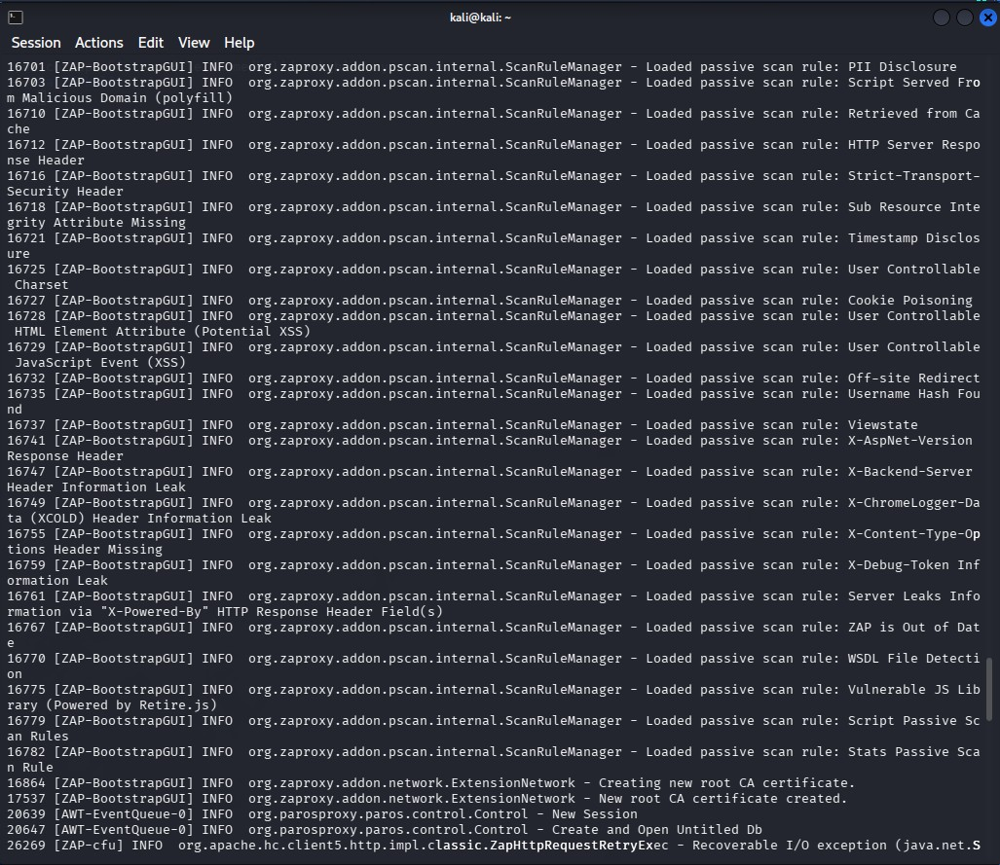 kali@kali: ~
Session Actions Edit View Help
16701 [ZAP-BootstrapGUI] INFO  org.zaproxy.addon.pscan.internal.ScanRuleManager - Loaded passive scan rule: PII Disclosure
16703 [ZAP-BootstrapGUI] INFO  org.zaproxy.addon.pscan.internal.ScanRuleManager - Loaded passive scan rule: Script Served Fro
m Malicious Domain (polyfill)
16710 [ZAP-BootstrapGUI] INFO  org.zaproxy.addon.pscan.internal.ScanRuleManager - Loaded passive scan rule: Retrieved from Ca
che
16712 [ZAP-BootstrapGUI] INFO  org.zaproxy.addon.pscan.internal.ScanRuleManager - Loaded passive scan rule: HTTP Server Respo
nse Header
16716 [ZAP-BootstrapGUI] INFO  org.zaproxy.addon.pscan.internal.ScanRuleManager - Loaded passive scan rule: Strict-Transport-
Security Header
16718 [ZAP-BootstrapGUI] INFO  org.zaproxy.addon.pscan.internal.ScanRuleManager - Loaded passive scan rule: Sub Resource Inte
grity Attribute Missing
16721 [ZAP-BootstrapGUI] INFO  org.zaproxy.addon.pscan.internal.ScanRuleManager - Loaded passive scan rule: Timestamp Disclos
ure
16725 [ZAP-BootstrapGUI] INFO  org.zaproxy.addon.pscan.internal.ScanRuleManager - Loaded passive scan rule: User Controllable
 Charset
16727 [ZAP-BootstrapGUI] INFO  org.zaproxy.addon.pscan.internal.ScanRuleManager - Loaded passive scan rule: Cookie Poisoning
16728 [ZAP-BootstrapGUI] INFO  org.zaproxy.addon.pscan.internal.ScanRuleManager - Loaded passive scan rule: User Controllable
 HTML Element Attribute (Potential XSS)
16729 [ZAP-BootstrapGUI] INFO  org.zaproxy.addon.pscan.internal.ScanRuleManager - Loaded passive scan rule: User Controllable
 JavaScript Event (XSS)
16732 [ZAP-BootstrapGUI] INFO  org.zaproxy.addon.pscan.internal.ScanRuleManager - Loaded passive scan rule: Off-site Redirect
16735 [ZAP-BootstrapGUI] INFO  org.zaproxy.addon.pscan.internal.ScanRuleManager - Loaded passive scan rule: Username Hash Fou
nd
16737 [ZAP-BootstrapGUI] INFO  org.zaproxy.addon.pscan.internal.ScanRuleManager - Loaded passive scan rule: Viewstate
16741 [ZAP-BootstrapGUI] INFO  org.zaproxy.addon.pscan.internal.ScanRuleManager - Loaded passive scan rule: X-AspNet-Version
Response Header
16747 [ZAP-BootstrapGUI] INFO  org.zaproxy.addon.pscan.internal.ScanRuleManager - Loaded passive scan rule: X-Backend-Server
Header Information Leak
16749 [ZAP-BootstrapGUI] INFO  org.zaproxy.addon.pscan.internal.ScanRuleManager - Loaded passive scan rule: X-ChromeLogger-Da
ta (XCOLD) Header Information Leak
16755 [ZAP-BootstrapGUI] INFO  org.zaproxy.addon.pscan.internal.ScanRuleManager - Loaded passive scan rule: X-Content-Type-Op
tions Header Missing
16759 [ZAP-BootstrapGUI] INFO  org.zaproxy.addon.pscan.internal.ScanRuleManager - Loaded passive scan rule: X-Debug-Token Inf
ormation Leak
16761 [ZAP-BootstrapGUI] INFO  org.zaproxy.addon.pscan.internal.ScanRuleManager - Loaded passive scan rule: Server Leaks Info
rmation via "X-Powered-By" HTTP Response Header Field(s)
16767 [ZAP-BootstrapGUI] INFO  org.zaproxy.addon.pscan.internal.ScanRuleManager - Loaded passive scan rule: ZAP is Out of Dat
e
16770 [ZAP-BootstrapGUI] INFO  org.zaproxy.addon.pscan.internal.ScanRuleManager - Loaded passive scan rule: WSDL File Detecti
on
16775 [ZAP-BootstrapGUI] INFO  org.zaproxy.addon.pscan.internal.ScanRuleManager - Loaded passive scan rule: Vulnerable JS Lib
rary (Powered by Retire.js)
16779 [ZAP-BootstrapGUI] INFO  org.zaproxy.addon.pscan.internal.ScanRuleManager - Loaded passive scan rule: Script Passive Sc
an Rules
16782 [ZAP-BootstrapGUI] INFO  org.zaproxy.addon.pscan.internal.ScanRuleManager - Loaded passive scan rule: Stats Passive Sca
n Rule
16864 [ZAP-BootstrapGUI] INFO  org.zaproxy.addon.network.ExtensionNetwork - Creating new root CA certificate.
17537 [ZAP-BootstrapGUI] INFO  org.zaproxy.addon.network.ExtensionNetwork - New root CA certificate created.
20639 [AWT-EventQueue-0] INFO  org.parosproxy.paros.control.Control - New Session
20647 [AWT-EventQueue-0] INFO  org.parosproxy.paros.control.Control - Create and Open Untitled Db
26269 [ZAP-cfu] INFO  org.apache.hc.client5.http.impl.classic.ZapHttpRequestRetryExec - Recoverable I/O exception (java.net.S